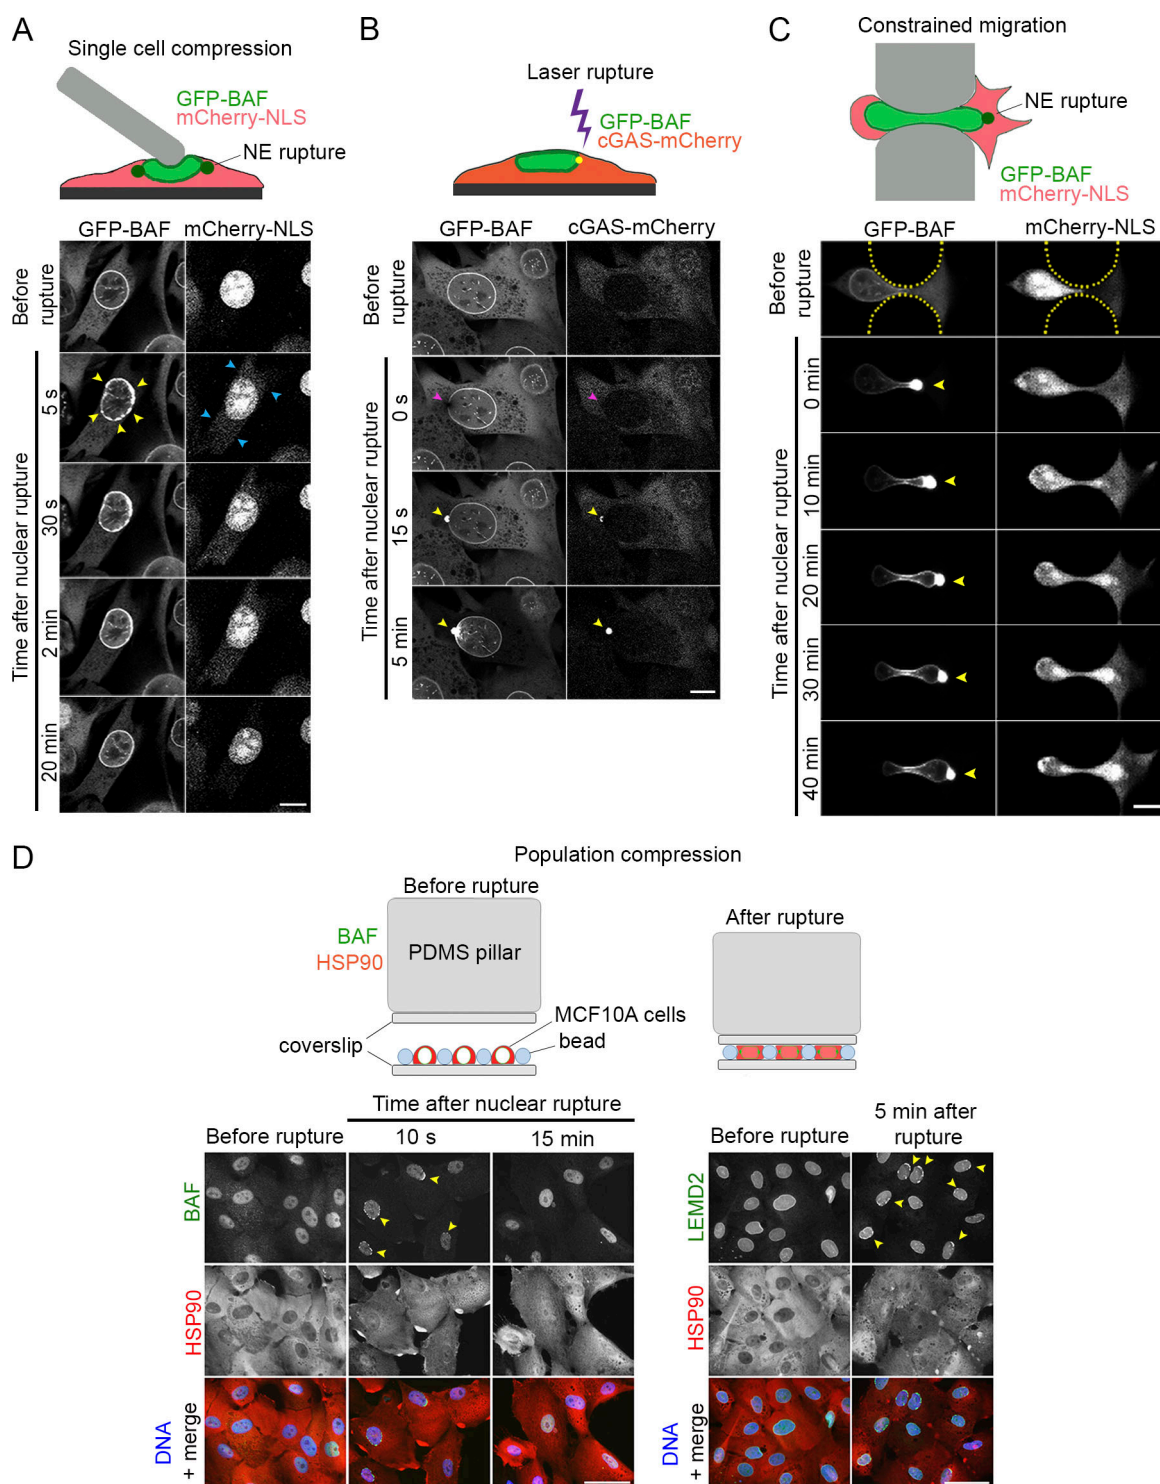 A
Single cell compression
GFP-BAF
mCherry-NLS
NE rupture
GFP-BAF mCherry-NLS
Before
rupture
Time after nuclear rupture
5 s
30 s
2 min
20 min
B
Laser rupture
GFP-BAF
cGAS-mCherry
GFP-BAF cGAS-mCherry
Before
rupture
Time after nuclear rupture
0 s
15 s
5 min
C
Constrained migration
NE rupture
GFP-BAF
mCherry-NLS
GFP-BAF mCherry-NLS
Before
rupture
Time after nuclear rupture
0 min
10 min
20 min
30 min
40 min
D
Population compression
Before rupture
BAF
HSP90
PDMS pillar
After rupture
MCF10A cells
bead
coverslip
Time after nuclear rupture
Before rupture 10 s 15 min
BAF
HSP90
DNA
+ merge
Before rupture
5 min after
rupture
LEMD2
HSP90
DNA
+ merge